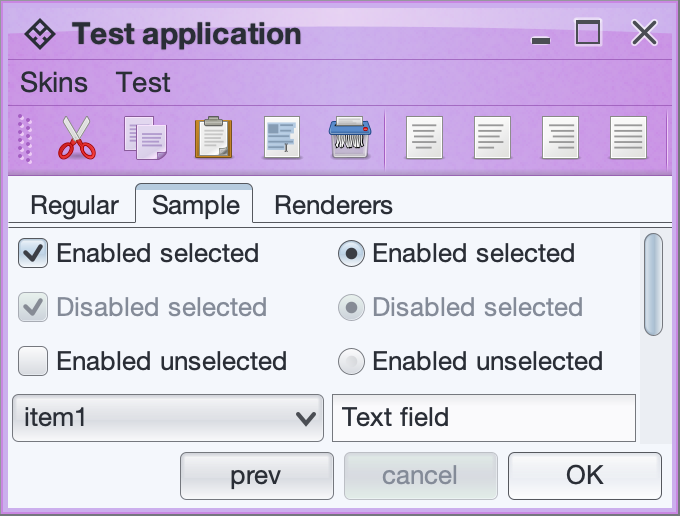 Test application
Skins Test
Regular Sample Renderers
Enabled selected Enabled selected
Disabled selected Disabled selected
Enabled unselected Enabled unselected
item1 Text field
prev cancel OK